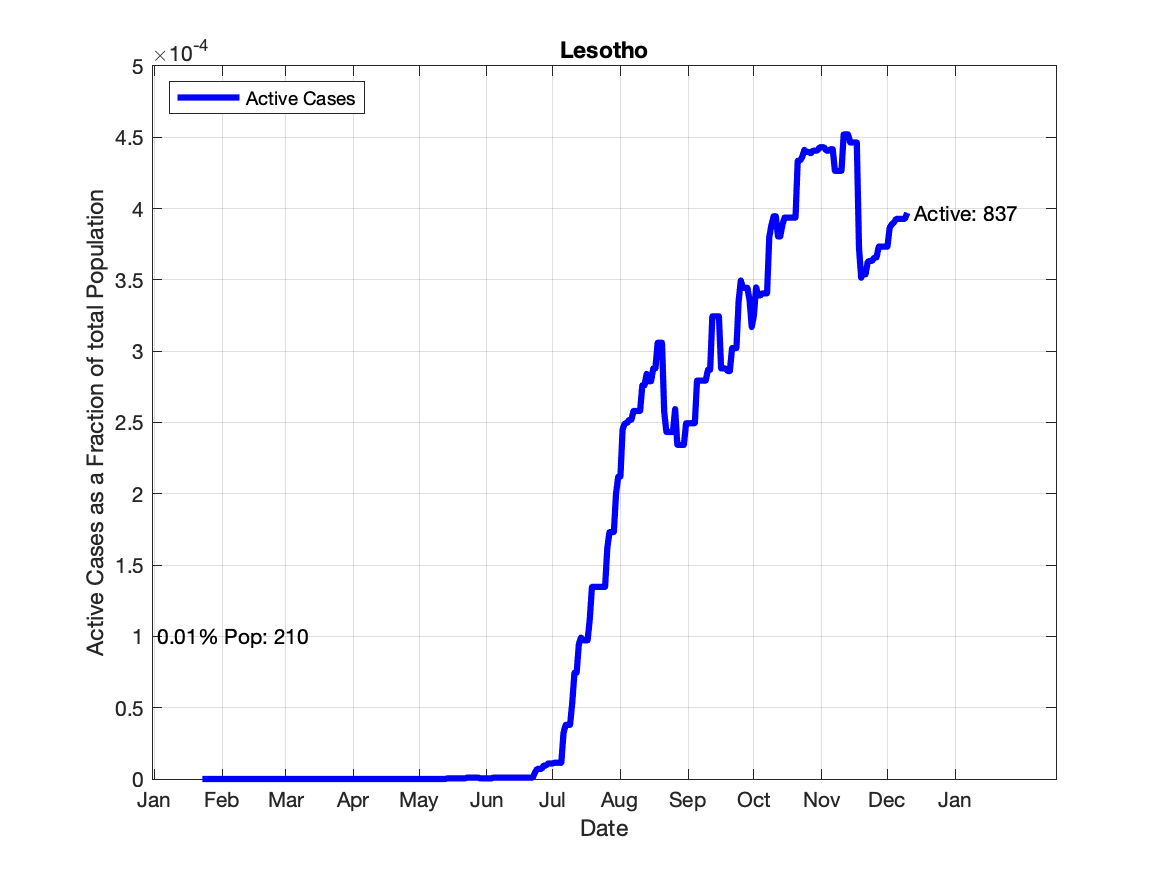 Lesotho
×10-4
Active Cases
5
4.5
4
3.5
3
2.5
2
1.5
1
0.5
0
Active Cases as a Fraction of total Population
Active: 837
0.01% Pop: 210
Jan Feb Mar Apr May Jun Jul Aug Sep Oct Nov Dec Jan
Date